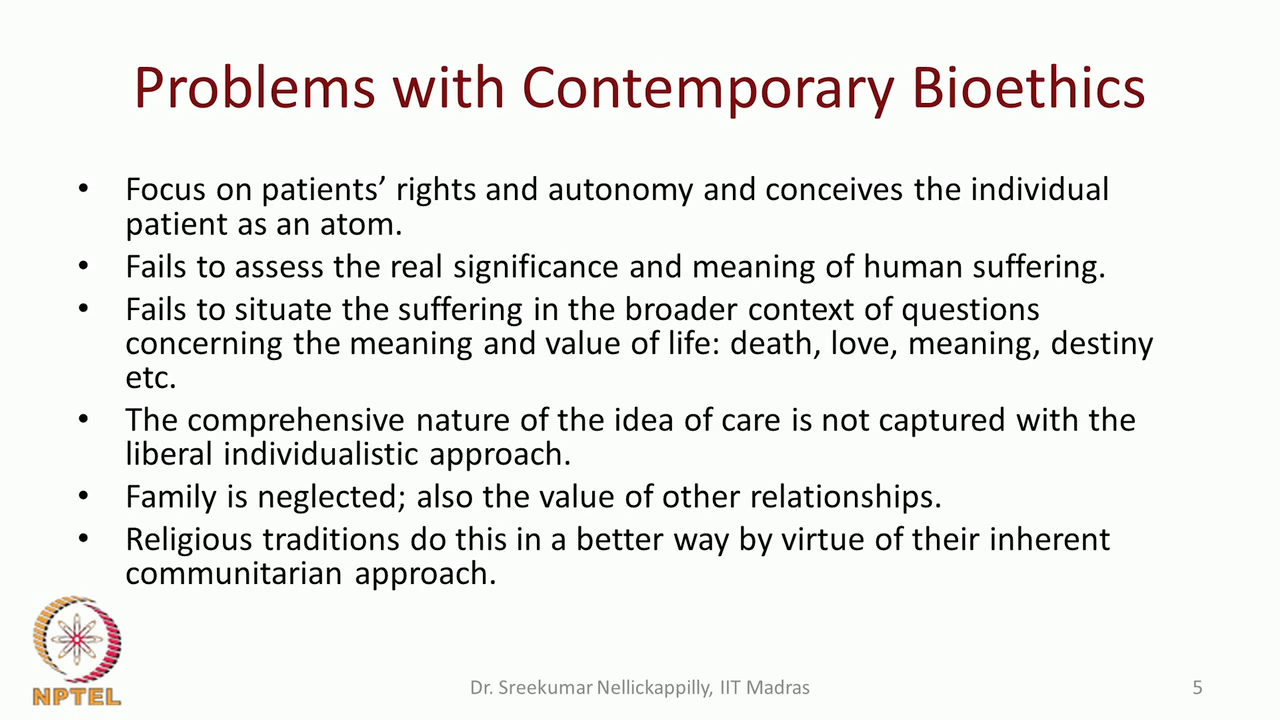 Problems with Contemporary Bioethics
• Focus on patients’ rights and autonomy and conceives the individual
patient as an atom.
• Fails to assess the real significance and meaning of human suffering.
• Fails to situate the suffering in the broader context of questions
concerning the meaning and value of life: death, love, meaning, destiny
etc.
• The comprehensive nature of the idea of care is not captured with the
liberal individualistic approach.
• Family is neglected; also the value of other relationships.
• Religious traditions do this in a better way by virtue of their inherent
communitarian approach.
NPTEL
Dr. Sreekumar Nellickappilly, IIT Madras
5